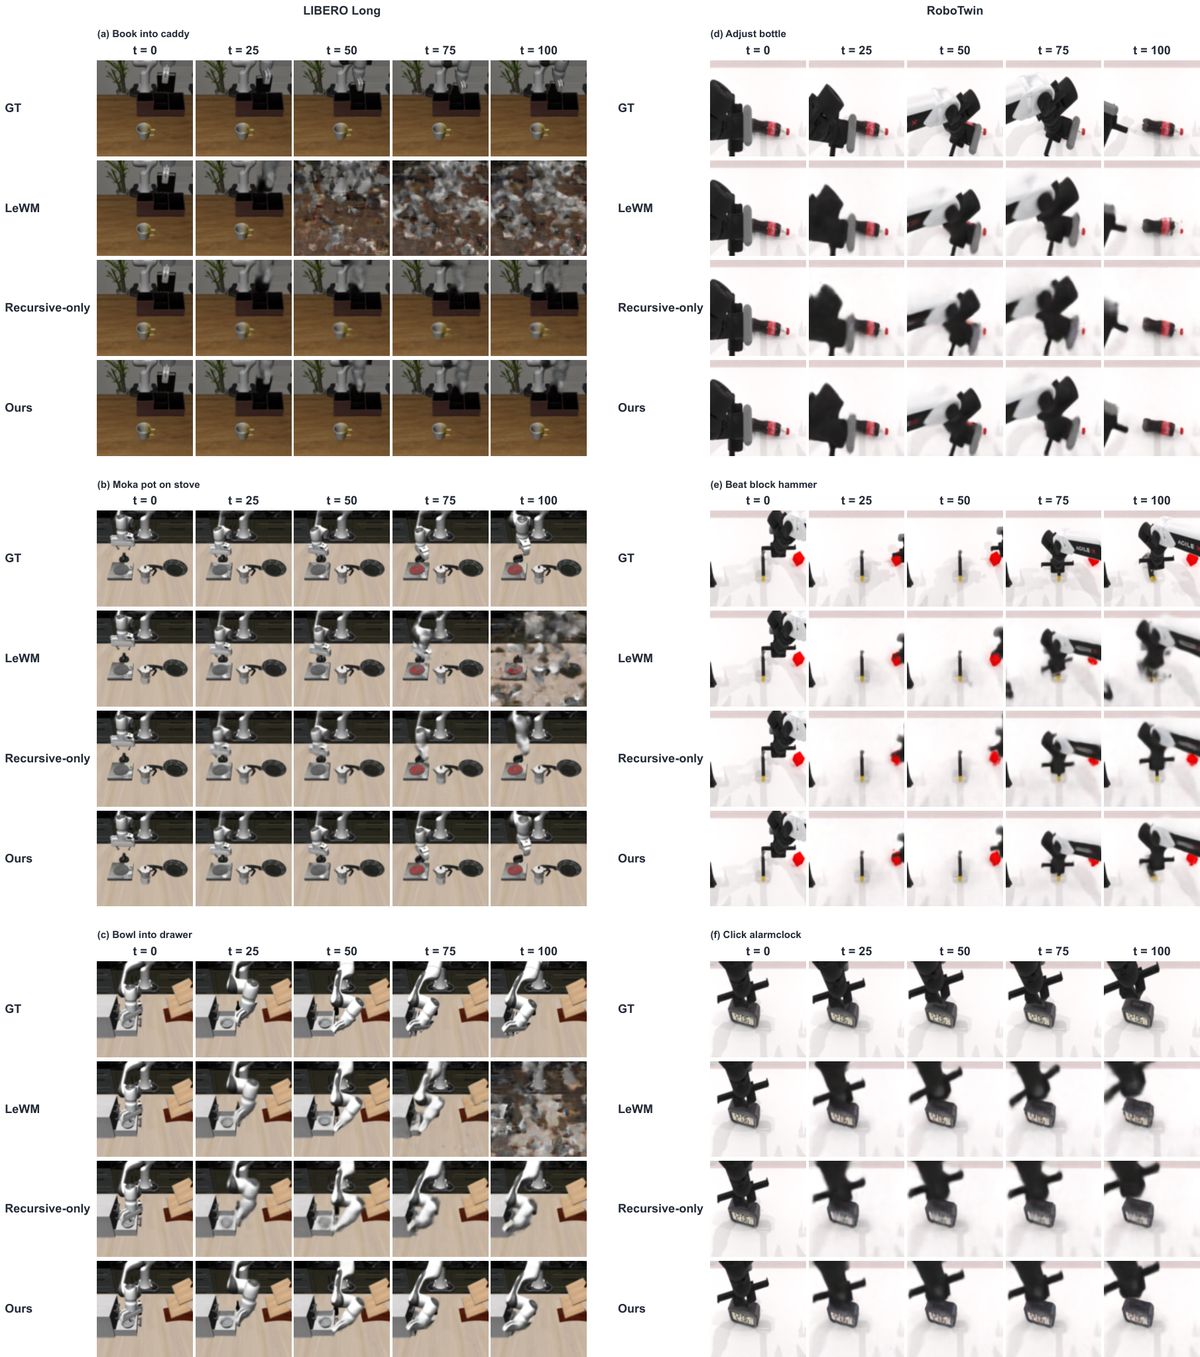 LIBERO Long
(a) Book into caddy
t = 0 t = 25 t = 50 t = 75 t = 100
GT
LeWM
Recursive-only
Ours
(b) Moka pot on stove
t = 0 t = 25 t = 50 t = 75 t = 100
GT
LeWM
Recursive-only
Ours
(c) Bowl into drawer
t = 0 t = 25 t = 50 t = 75 t = 100
GT
LeWM
Recursive-only
Ours
RoboTwin
(d) Adjust bottle
t = 0 t = 25 t = 50 t = 75 t = 100
GT
LeWM
Recursive-only
Ours
(e) Beat block hammer
t = 0 t = 25 t = 50 t = 75 t = 100
GT
AGILE
AGILE
LeWM
Recursive-only
Ours
(f) Click alarmclock
t = 0 t = 25 t = 50 t = 75 t = 100
GT
LeWM
Recursive-only
Ours